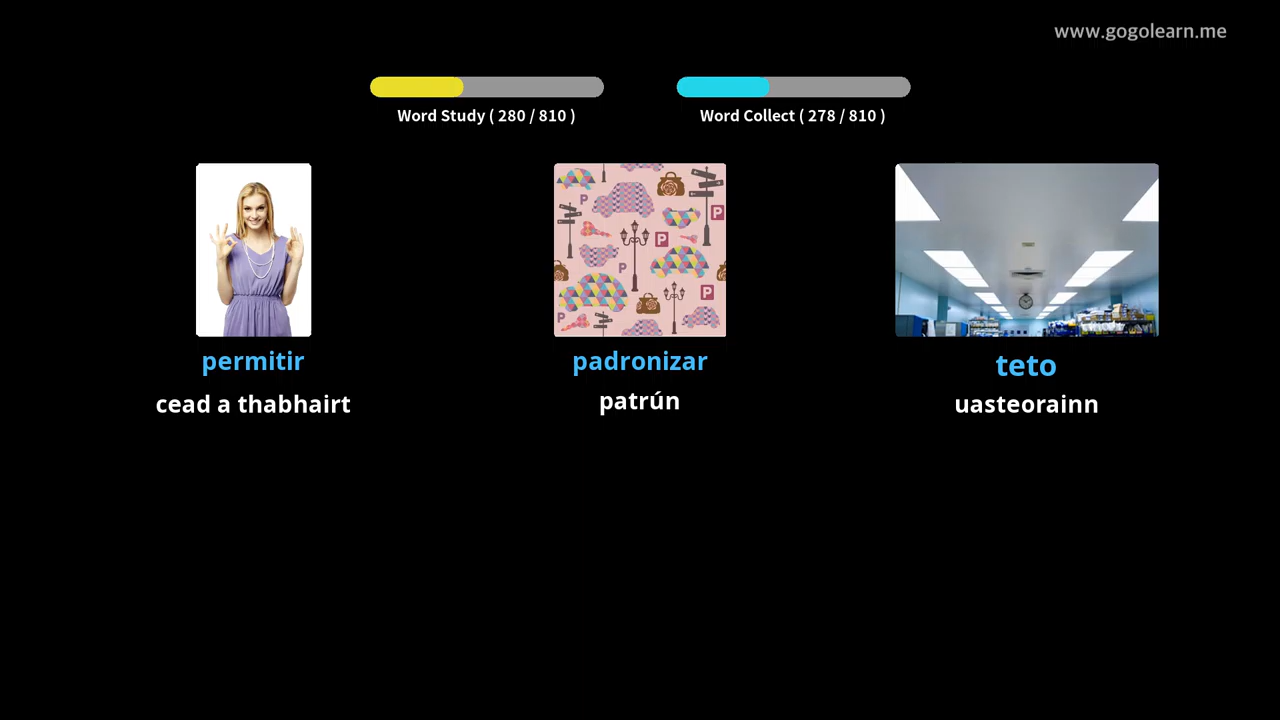 www.gogolearn.me
Word Study ( 280 / 810 )
Word Collect ( 278 / 810 )
P
P
P
P
P
P
permitir
padronizar
teto
cead a thabhairt
patrún
uasteorainn